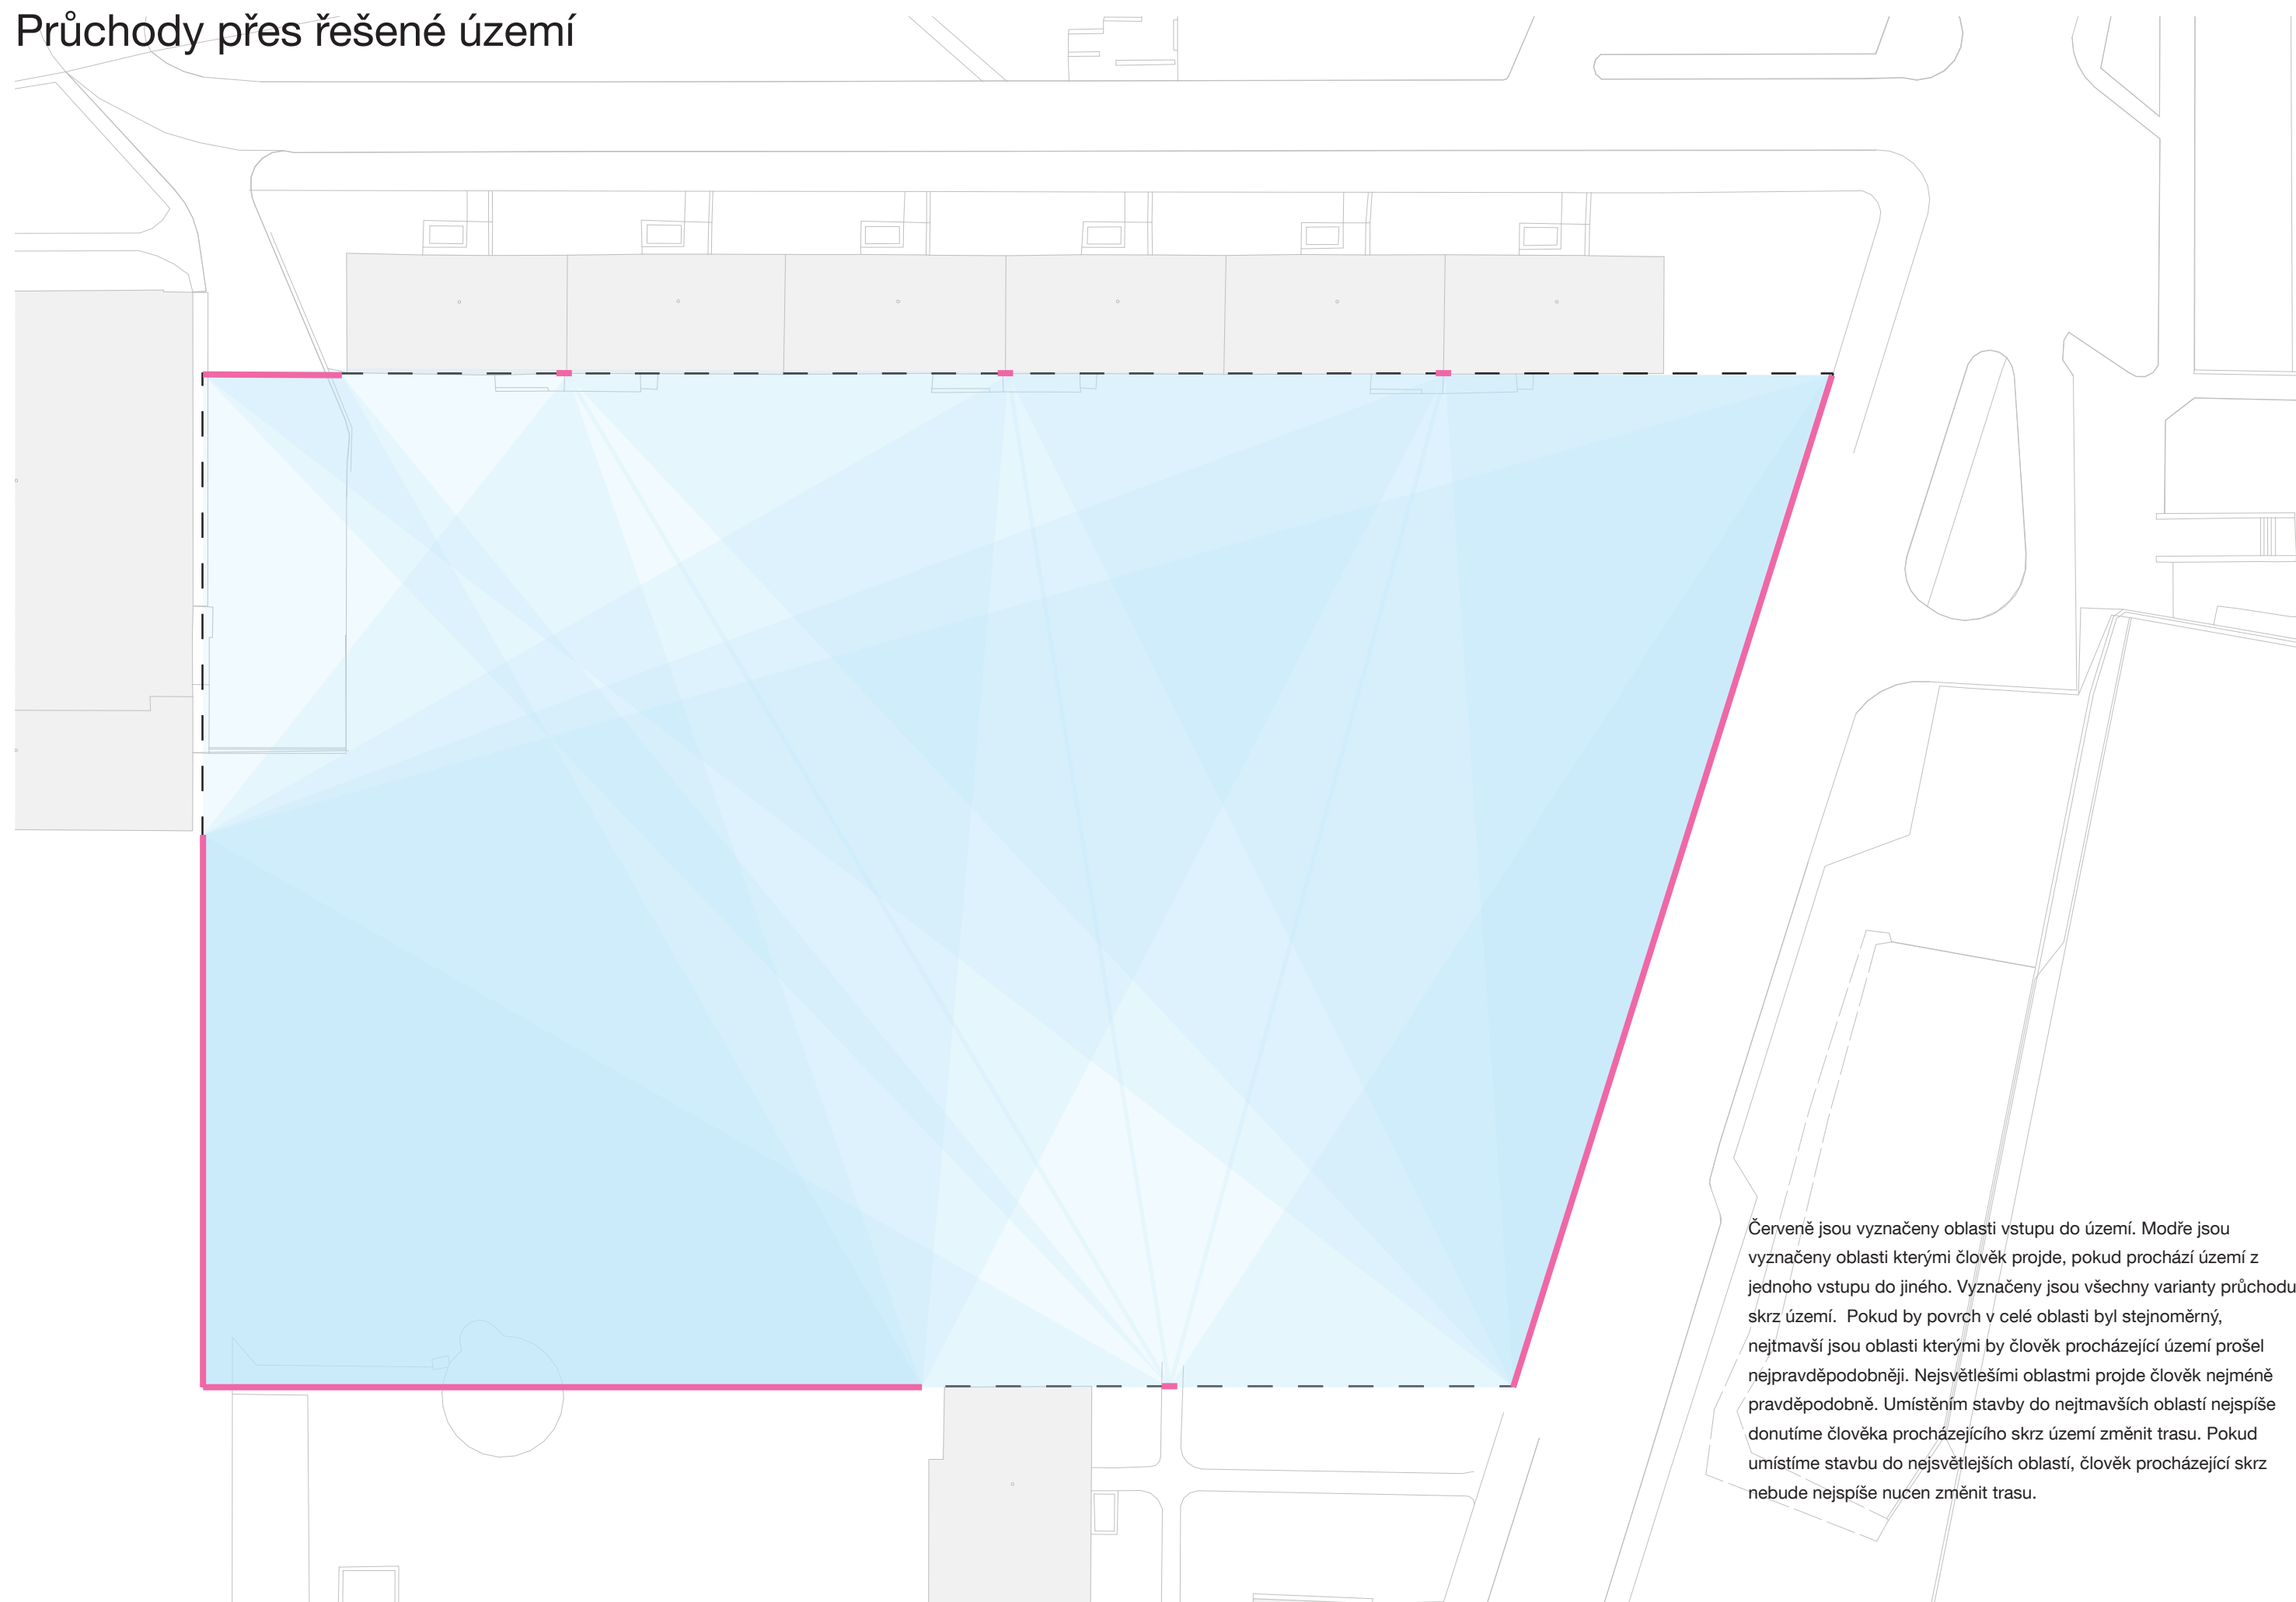 Průchody přes řešené území
Červeně jsou vyznačeny oblasti vstupu do území. Modře jsou
vyznačeny oblasti kterými člověk projde, pokud prochází území z
jednoho vstupu do jiného. Vyznačeny jsou všechny varianty průchodu
skrz území.  Pokud by povrch v celé oblasti byl stejnoměrný,
nejtmavší jsou oblasti kterými by člověk procházející území prošel
nejpravděpodobněji. Nejsvětlešími oblastmi projde člověk nejméně
pravděpodobně. Umístěním stavby do nejtmavších oblastí nejspíše
donutíme člověka procházejícího skrz území změnit trasu. Pokud
umístíme stavbu do nejsvětlejších oblastí, člověk procházející skrz
nebude nejspíše nucen změnit trasu.